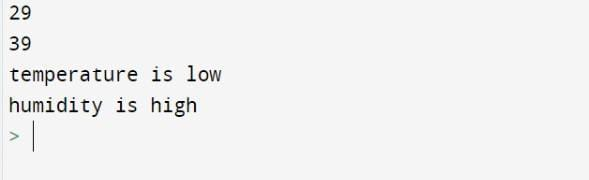 29
39
temperature is low
humidity is high
>